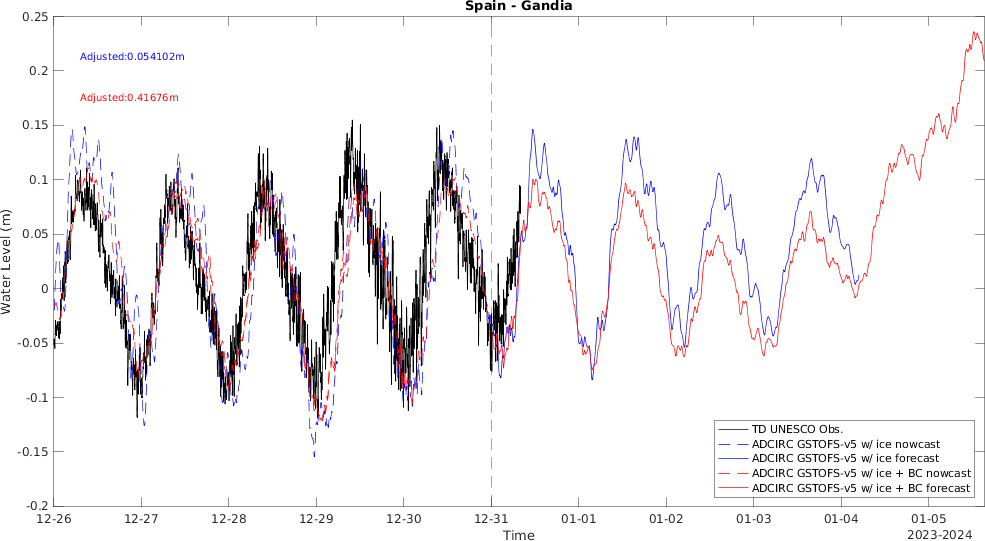 Spain - Gandia
0.25
0.2
0.15
0.1
0.05
0
-0.05
-0.1
-0.15
-0.2
Water Level (m)
Adjusted:0.054102m
Adjusted:0.41676m
TD UNESCO Obs.
ADCIRC GSTOFS-v5 w/ ice nowcast
ADCIRC GSTOFS-v5 w/ ice forecast
ADCIRC GSTOFS-v5 w/ ice + BC nowcast
ADCIRC GSTOFS-v5 w/ ice + BC forecast
12-26 12-27 12-28 12-29 12-30 12-31 01-01 01-02 01-03 01-04 01-05
Time
2023-2024